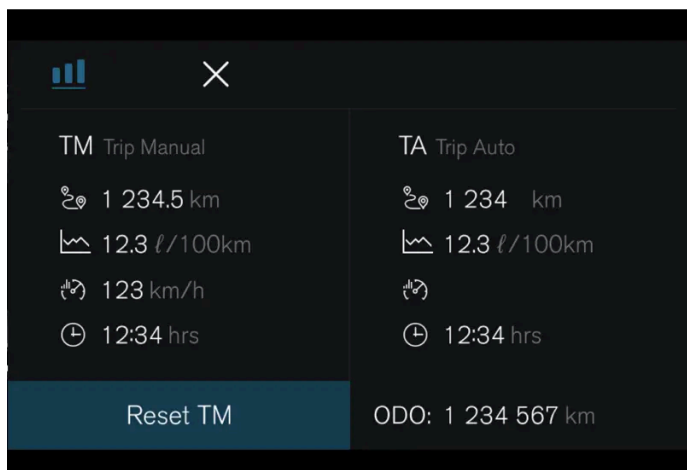 TM Trip Manual
1 234.5 km
12.3 ℓ/100km
123 km/h
12:34 hrs
Reset TM
TA Trip Auto
1 234 km
12.3 ℓ/100km
12:34 hrs
ODO: 1 234 567 km